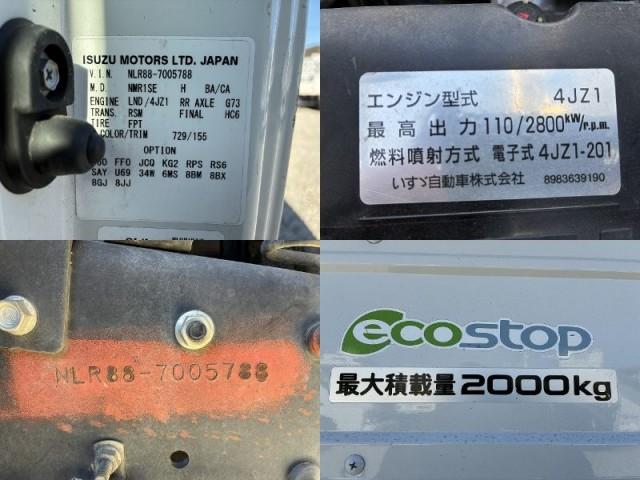 ISUZU MOTORS LTD. JAPAN
V.I.N. NLR88-7005788
M.D. NMR1SE H BA/CA
ENGINE LND/4JZ1 RR AXLE G73
TRANS. RSM FINAL HC6
TIRE FPT
COLOR/TRIM 729/155
OPTION
FFO JCQ KG2 RPS RS6
SAY U69 34W 6MS 8BM 8BX
8GJ 8JJ
エンジン型式 4JZ1
最高出力 110/2800kW/r.p.m.
燃料噴射方式 電子式 4JZ1-201
いすゞ自動車株式会社 8983639190
NLR88-7005788
ecostop
最大積載量 2000kg